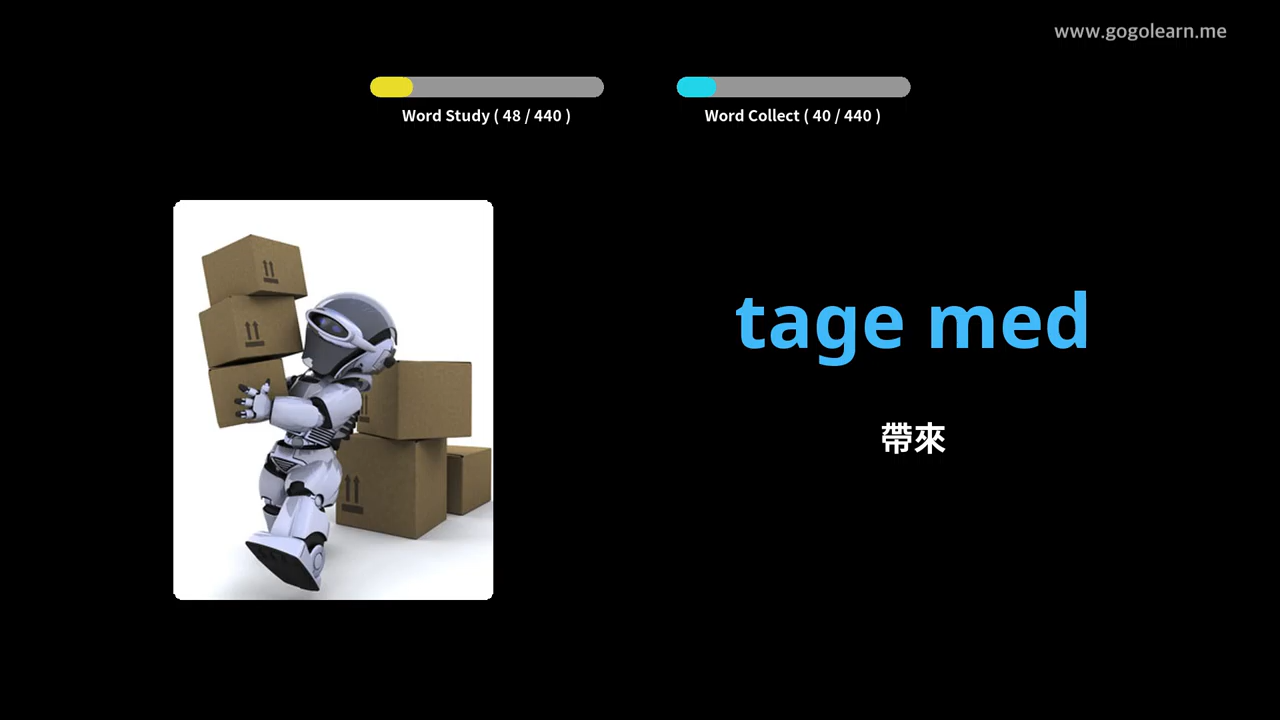 www.gogolearn.me
Word Study ( 48 / 440 )
Word Collect ( 40 / 440 )
tage med
帶來